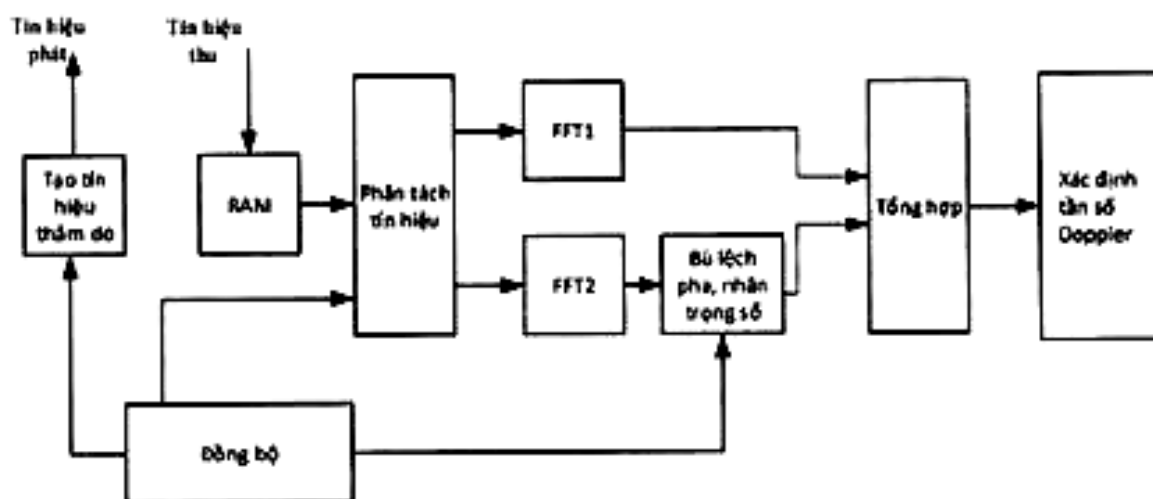 Tín hiệu
phát
Tín hiệu
thu
Tạo tín
hiệu
thăm dò
RAM
Phân tách
tín hiệu
FFT1
FFT2
Bù lệch
pha, nhân
trọng số
Tổng hợp
Xác định
tần số
Doppler
Đồng bộ